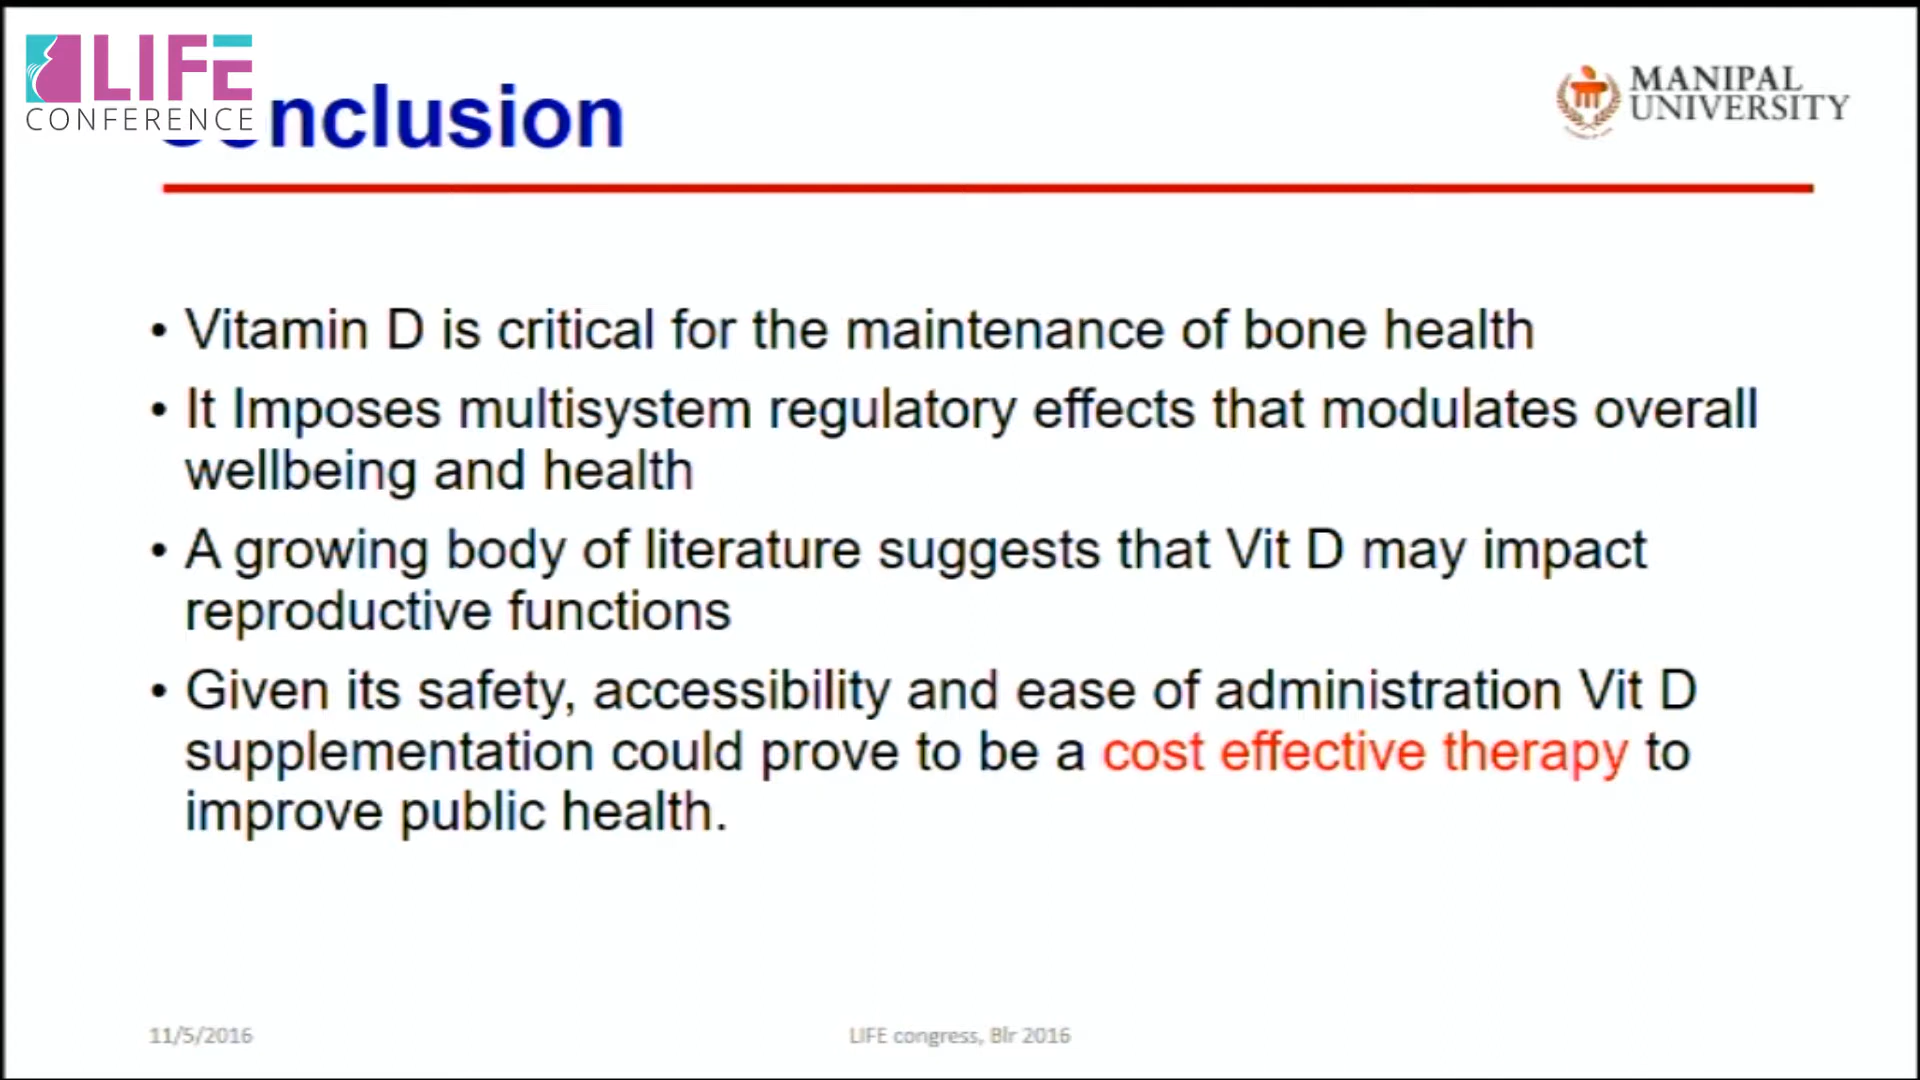 LIFE
CONFERENCE
Conclusion
MANIPAL
UNIVERSITY
• Vitamin D is critical for the maintenance of bone health
• It Imposes multisystem regulatory effects that modulates overall
wellbeing and health
• A growing body of literature suggests that Vit D may impact
reproductive functions
• Given its safety, accessibility and ease of administration Vit D
supplementation could prove to be a cost effective therapy to
improve public health.
11/5/2016
LIFE congress, Blr 2016